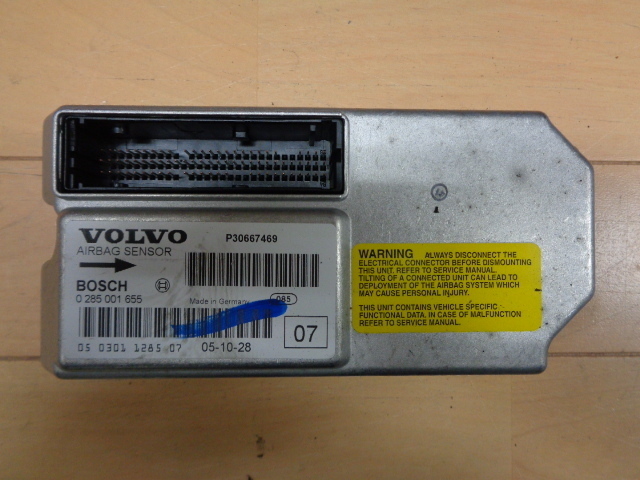 VOLVO
AIRBAG SENSOR
P30667469
BOSCH
0 285 001 655
Made in Germany
085
05 0301 1285 07
05-10-28
07
WARNING ALWAYS DISCONNECT THE
ELECTRICAL CONNECTOR BEFORE DISMOUNTING
THIS UNIT. REFER TO SERVICE MANUAL.
TILTING OF A CONNECTED UNIT CAN LEAD TO
DEPLOYMENT OF THE AIRBAG SYSTEM WHICH
MAY CAUSE PERSONAL INJURY.
THIS UNIT CONTAINS VEHICLE SPECIFIC
FUNCTIONAL DATA. IN CASE OF MALFUNCTION
REFER TO SERVICE MANUAL.